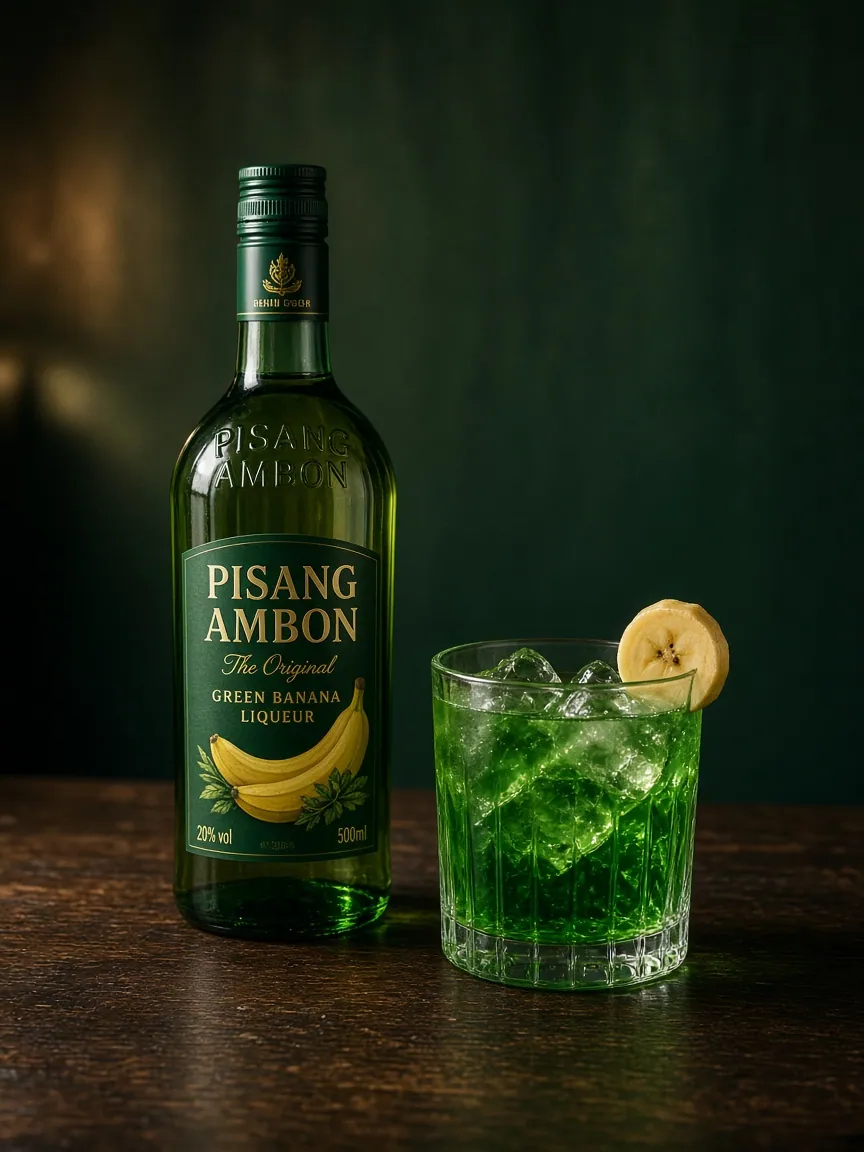 PISANG
AMBON
PISANG
AMBON
The Original
GREEN BANANA
LIQUEUR
20% vol
500ml